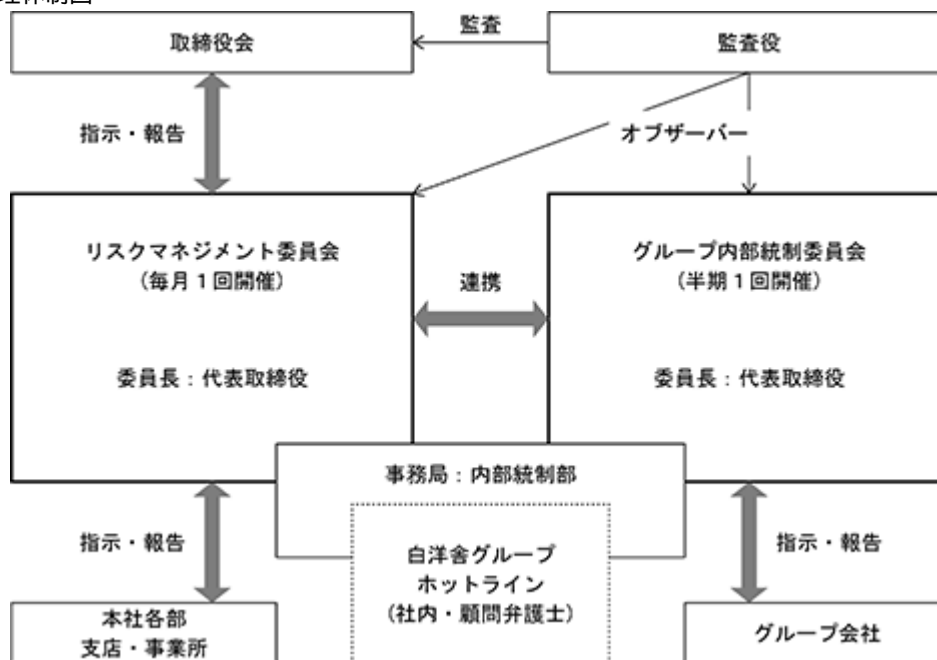 理体制図
取締役会
監査
監査役
指示・報告
オブザーバー
リスクマネジメント委員会
(毎月1回開催)
委員長:代表取締役
連携
グループ内部統制委員会
(半期1回開催)
委員長:代表取締役
事務局:内部統制部
指示・報告
白洋舍グループ
ホットライン
(社内・顧問弁護士)
指示・報告
本社各部
支店・事業所
グループ会社